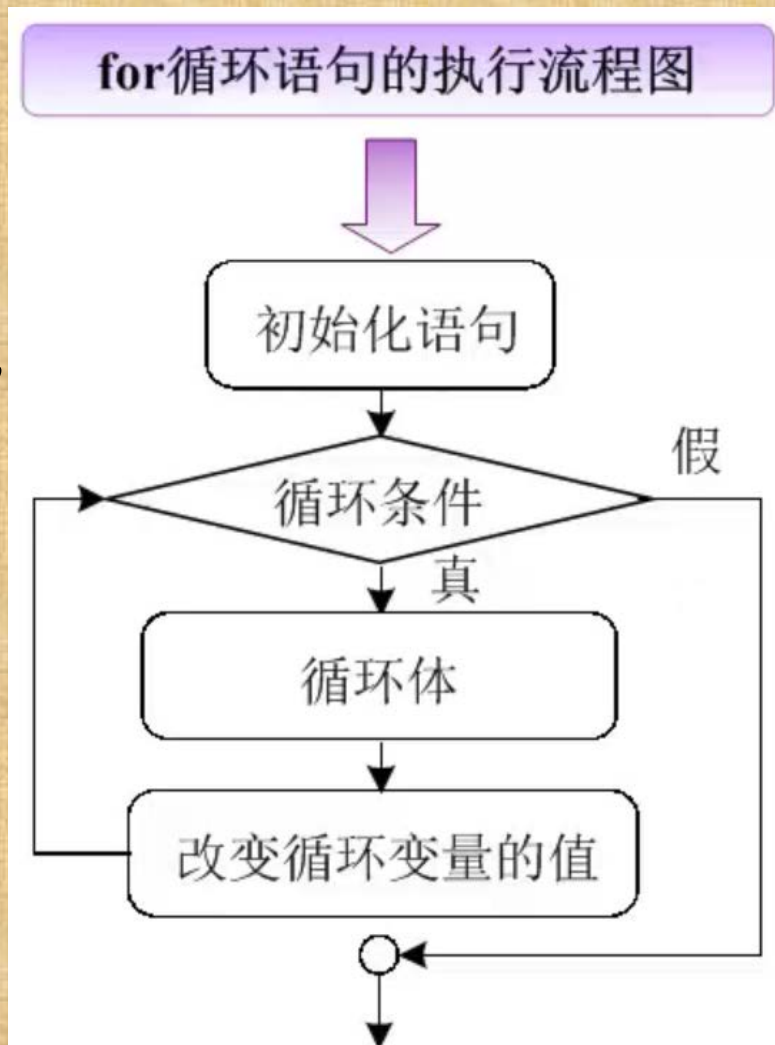 for循环语句的执行流程图
初始化语句
循环条件
假
真
循环体
改变循环变量的值